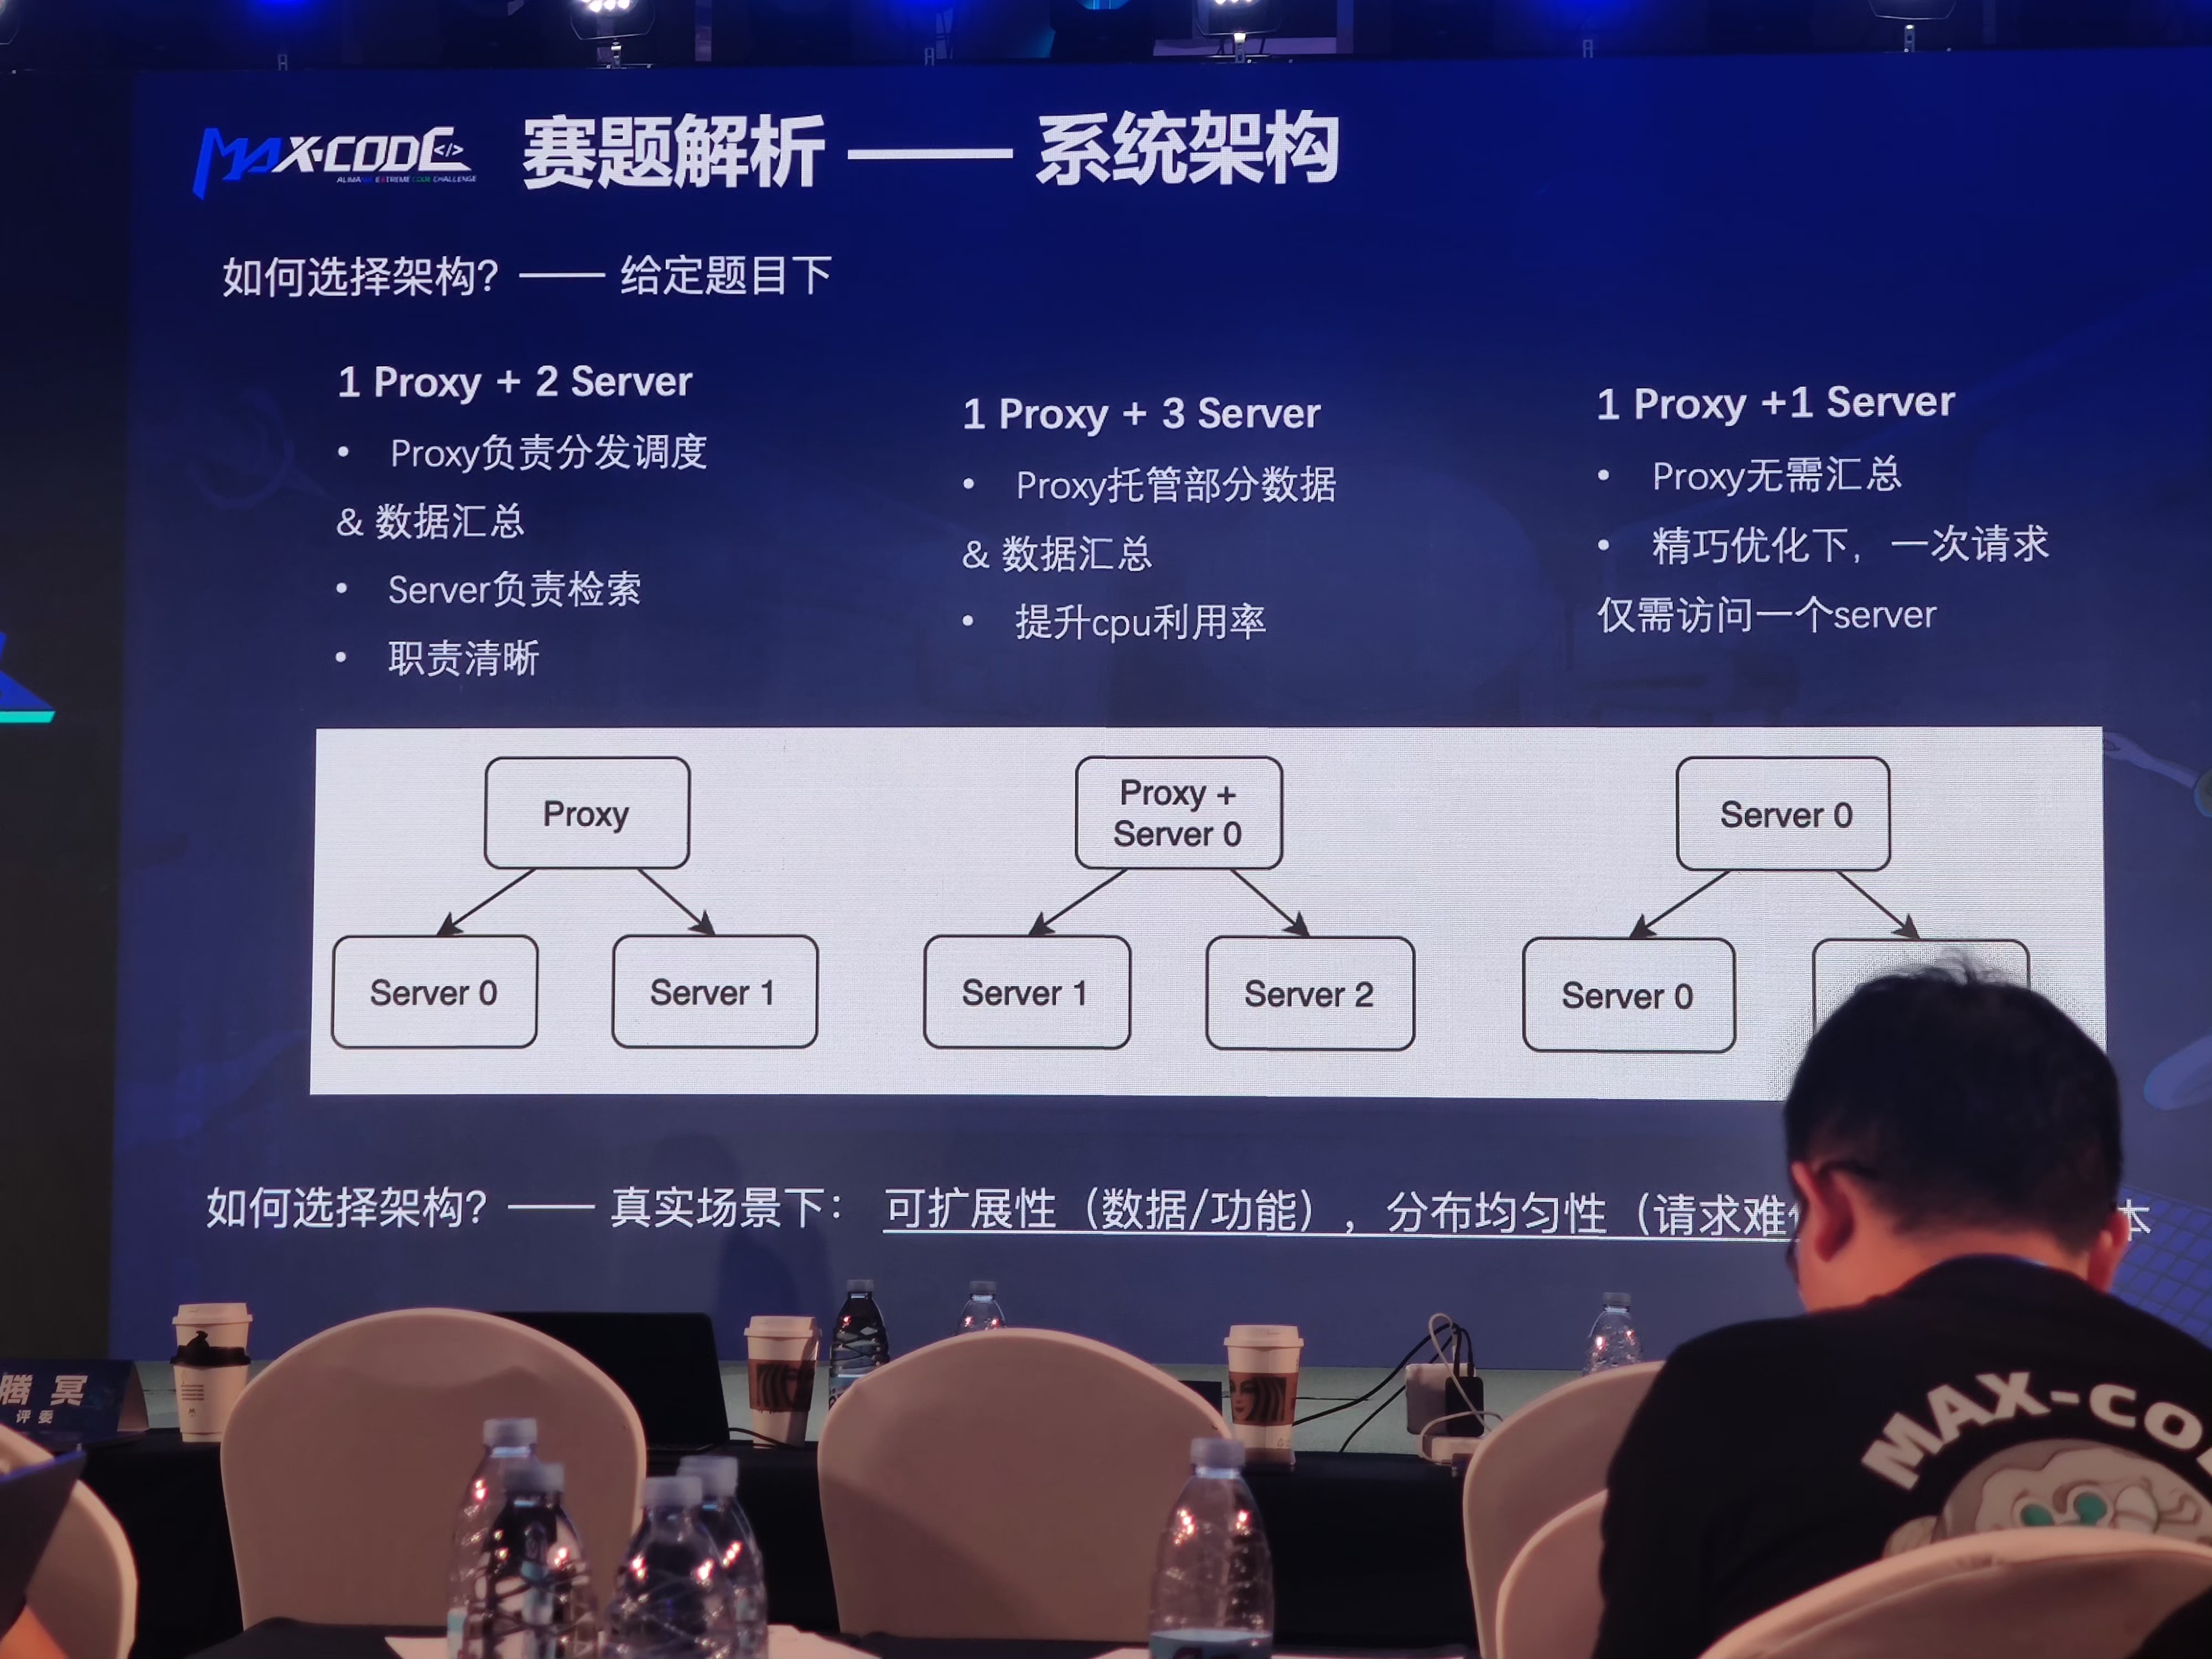 MAX-CODE </> 赛题解析 —— 系统架构
ALIMAMA EXTREME CODE CHALLENGE
如何选择架构? —— 给定题目下
1 Proxy + 2 Server
• Proxy负责分发调度
& 数据汇总
• Server负责检索
• 职责清晰
1 Proxy + 3 Server
• Proxy托管部分数据
& 数据汇总
• 提升cpu利用率
1 Proxy +1 Server
• Proxy无需汇总
• 精巧优化下，一次请求
仅需访问一个server
Proxy
Server 0
Server 1
Proxy +
Server 0
Server 1
Server 2
Server 0
Server 0
如何选择架构? —— 真实场景下： 可扩展性（数据/功能），分布均匀性（请求难 本
腾 冥
评 委
MAX-CO